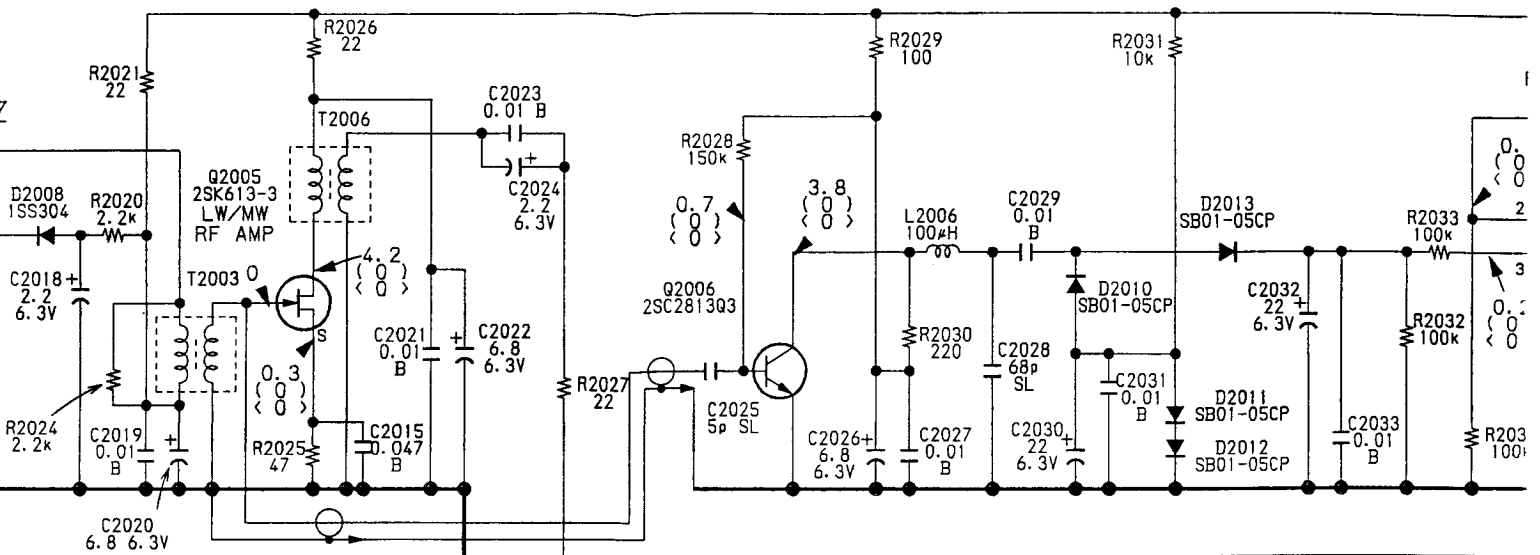 R2026
22
R2029
100
R2031
10k
R2021
22
C2023
0.01 B
T2006
R2028
150k
Q2005
2SK613-3
LW/MW
RF AMP
C2024
2.2
6.3V
D2008
1SS304
R2020
2.2k
0.7
( 0 )
< 0 >
3.8
( 0 )
< 0 >
C2029
0.01
B
D2013
SB01-05CP
R2033
100k
L2006
100μH
2
3
C2018 +
2.2
6.3V
T2003
0
4.2
( 0 )
< 0 >
S
Q2006
2SC2813Q3
D2010
SB01-05CP
C2032
22
6.3V
+
C2021
0.01
B
+ C2022
6.8
6.3V
R2030
220
C2028
68p
SL
R2032
100k
0.3
( 0 )
< 0 >
R2027
22
C2031
0.01
B
D2011
SB01-05CP
C2025
5p SL
R2024
2.2k
C2019
0.01
B
+
R2025
47
C2015
0.047
B
C2026 +
6.8
6.3V
C2027
0.01
B
C2030 +
22
6.3V
D2012
SB01-05CP
C2033
0.01
B
C2020
6.8 6.3V